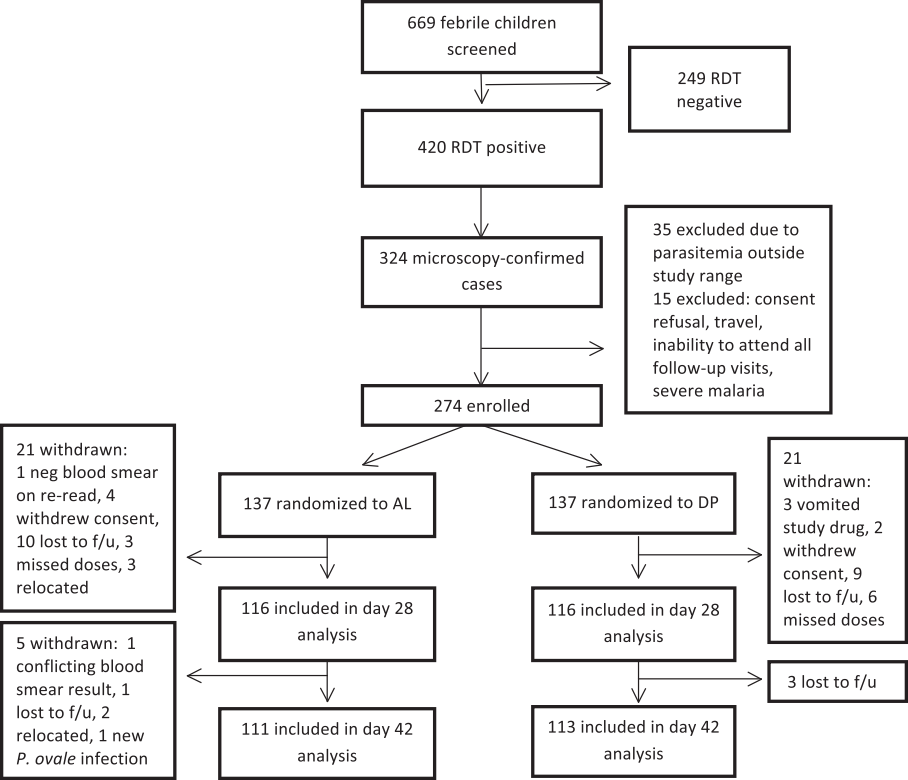 669 febrile children
screened
249 RDT
negative
420 RDT positive
324 microscopy-confirmed
cases
35 excluded due to
parasitemia outside
study range
15 excluded: consent
refusal, travel,
inability to attend all
follow-up visits,
severe malaria
274 enrolled
21 withdrawn:
1 neg blood smear
on re-read, 4
withdrew consent,
10 lost to f/u, 3
missed doses, 3
relocated
137 randomized to AL
137 randomized to DP
21
withdrawn:
3 vomited
study drug, 2
withdrew
consent, 9
lost to f/u, 6
missed doses
116 included in day 28
analysis
116 included in day 28
analysis
5 withdrawn: 1
conflicting blood
smear result, 1
lost to f/u, 2
relocated, 1 new
P. ovale infection
3 lost to f/u
111 included in day 42
analysis
113 included in day 42
analysis